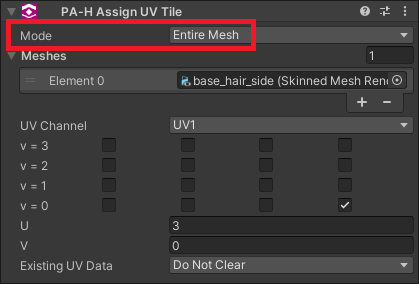 PA-H Assign UV Tile
Mode Entire Mesh
Meshes 1
Element 0 base_hair_side (Skinned Mesh Ren
UV Channel UV1
v = 3
v = 2
v = 1
v = 0
U 3
V 0
Existing UV Data Do Not Clear